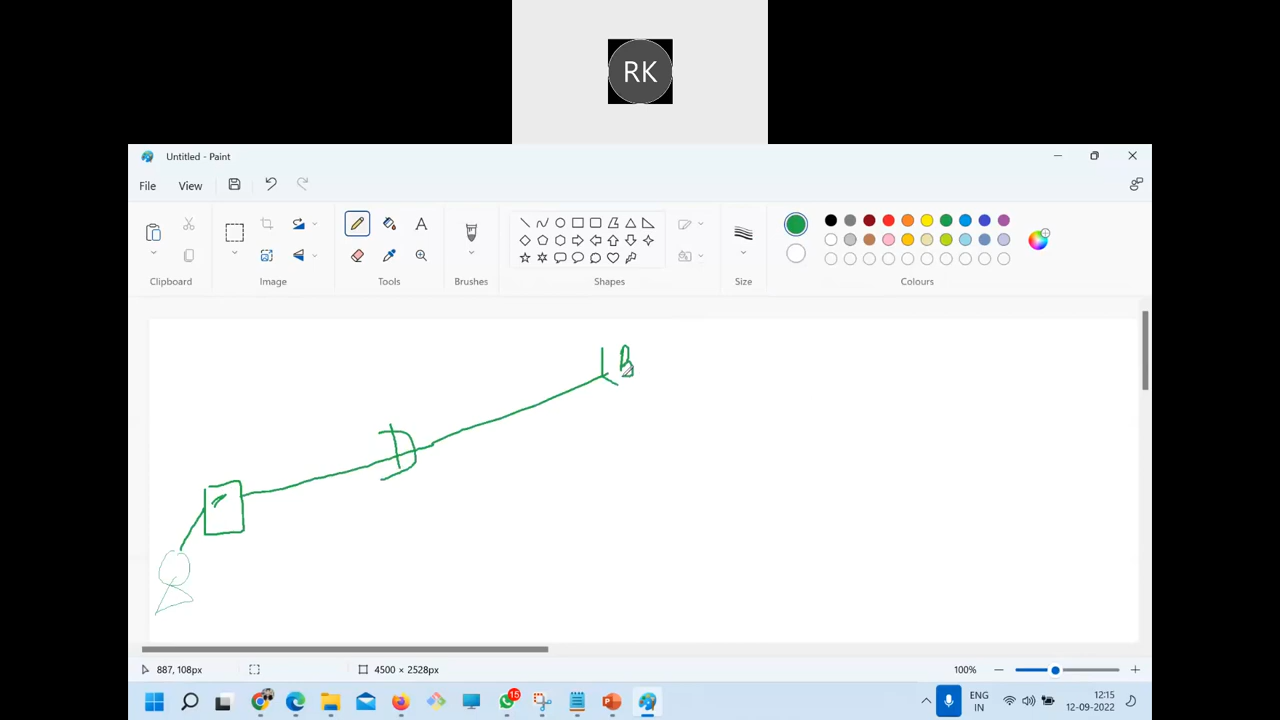 RK
Untitled - Paint
File View
Clipboard
Image
Tools
Brushes
Shapes
Size
Colours
D
B
887, 108px
4500 × 2528px
100%
15
ENG
IN
12:15
12-09-2022